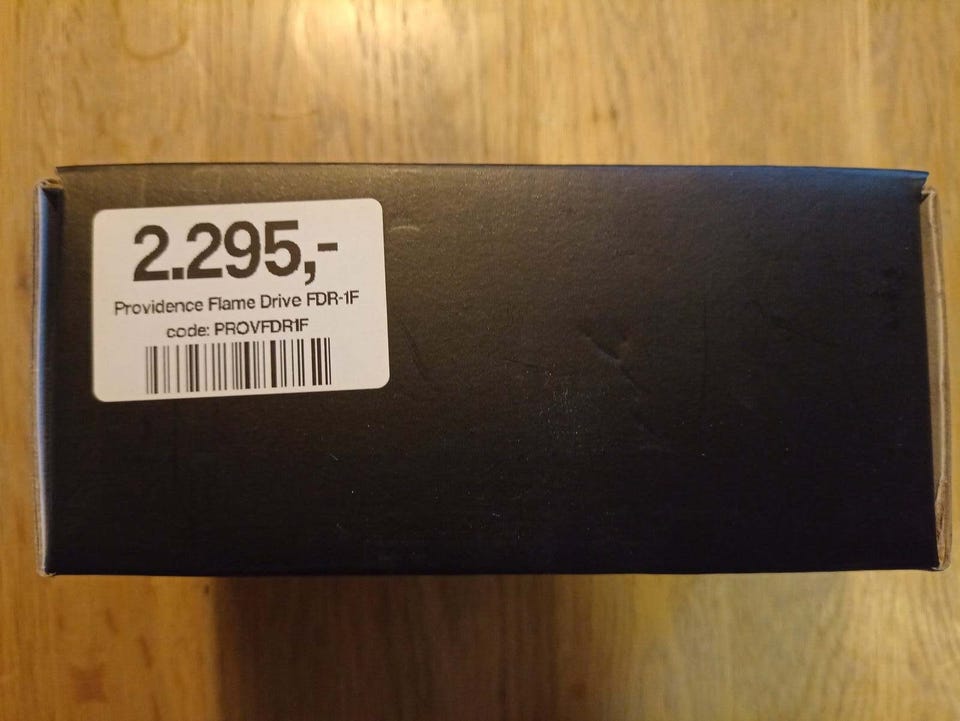 2.295,-
Providence Flame Drive FDR-1F
code: PROVFDR1F